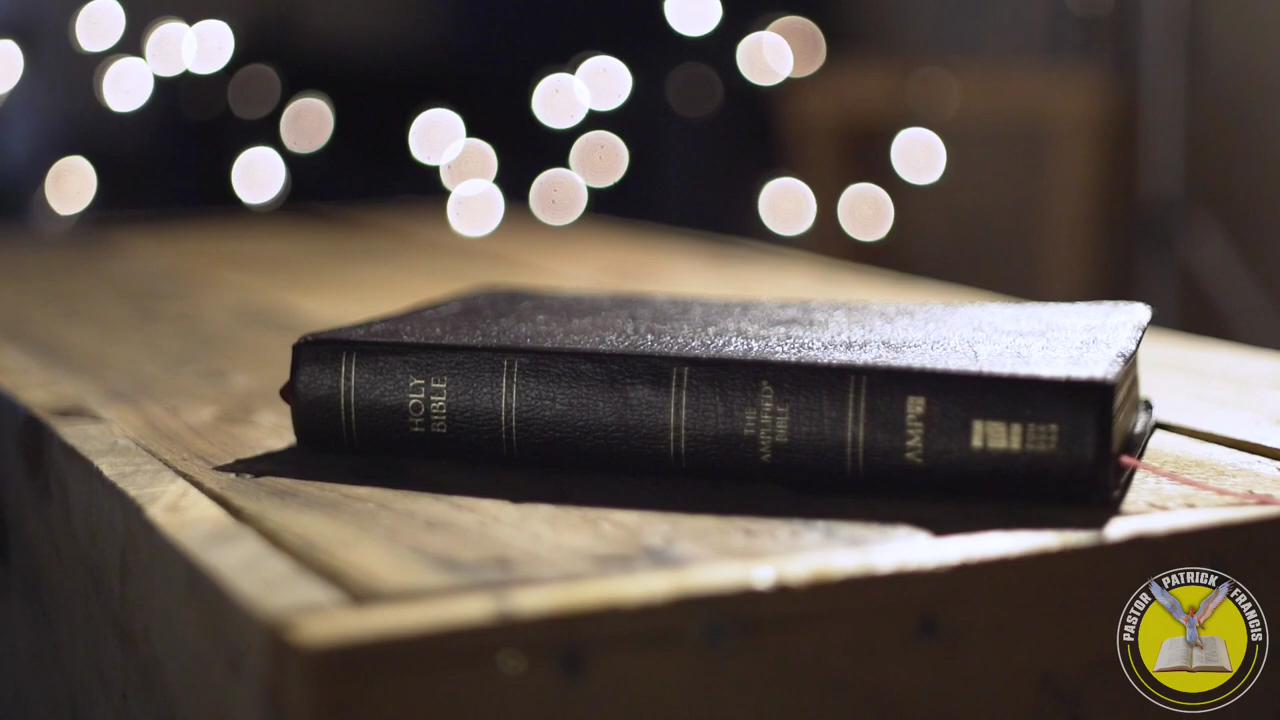 HOLY
BIBLE
THE
AMPLIFIED®
BIBLE
AMP
PASTOR PATRICK FRANCIS